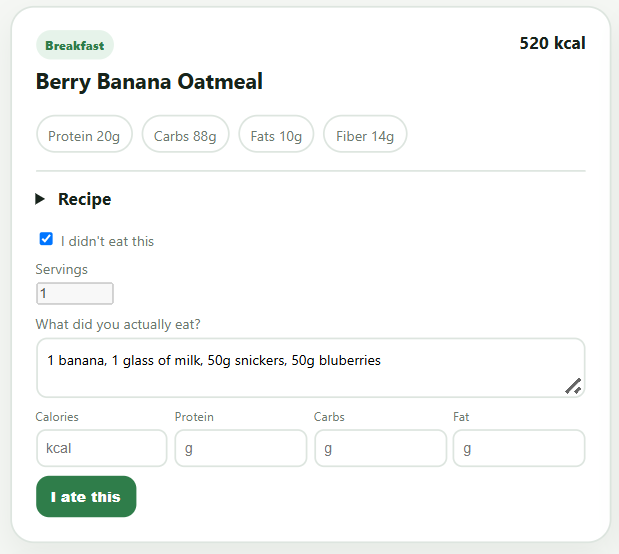 Breakfast
520 kcal
Berry Banana Oatmeal
Protein 20g
Carbs 88g
Fats 10g
Fiber 14g
Recipe
I didn't eat this
Servings
1
What did you actually eat?
1 banana, 1 glass of milk, 50g snickers, 50g bluberries
Calories
Protein
Carbs
Fat
kcal
g
g
g
I ate this